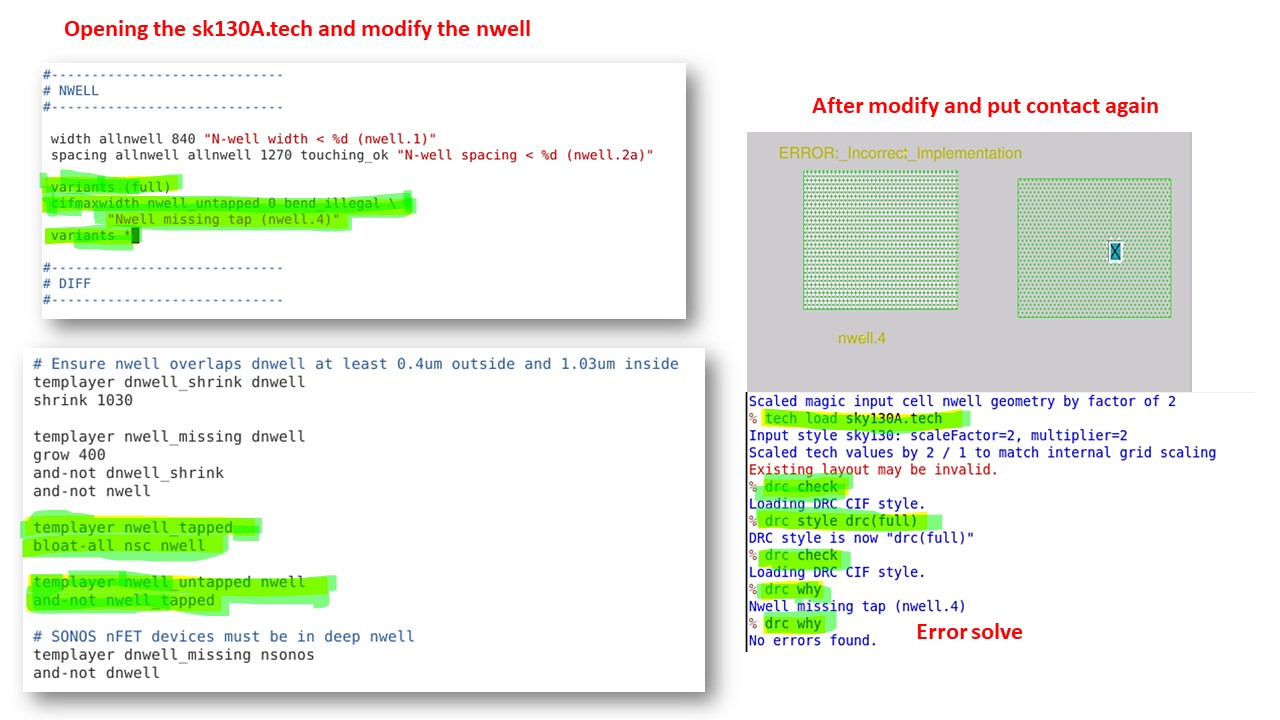 Opening the sk130A.tech and modify the nwell
#-----------------------------
# NWELL
#-----------------------------
width allnwell 840 "N-well width < %d (nwell.1)"
spacing allnwell allnwell 1270 touching_ok "N-well spacing < %d (nwell.2a)"
variants (full)
cifmaxwidth nwell untapped 0 bend illegal \
"Nwell missing tap (nwell.4)"
variants *
#-----------------------------
# DIFF
#-----------------------------
# Ensure nwell overlaps dnwell at least 0.4um outside and 1.03um inside
templayer dnwell_shrink dnwell
shrink 1030
templayer nwell_missing dnwell
grow 400
and-not dnwell_shrink
and-not nwell
templayer nwell_tapped
bloat-all nsc nwell
templayer nwell_untapped nwell
and-not nwell_tapped
# SONOS nFET devices must be in deep nwell
templayer dnwell_missing nsonos
and-not dnwell
After modify and put contact again
ERROR:_Incorrect_Implementation
nwell.4
Scaled magic input cell nwell geometry by factor of 2
% tech load sky130A.tech
Input style sky130: scaleFactor=2, multiplier=2
Scaled tech values by 2 / 1 to match internal grid scaling
Existing layout may be invalid.
% drc check
Loading DRC CIF style.
% drc style drc(full)
DRC style is now "drc(full)"
% drc check
Loading DRC CIF style.
% drc why
Nwell missing tap (nwell.4)
% drc why
No errors found.
Error solve